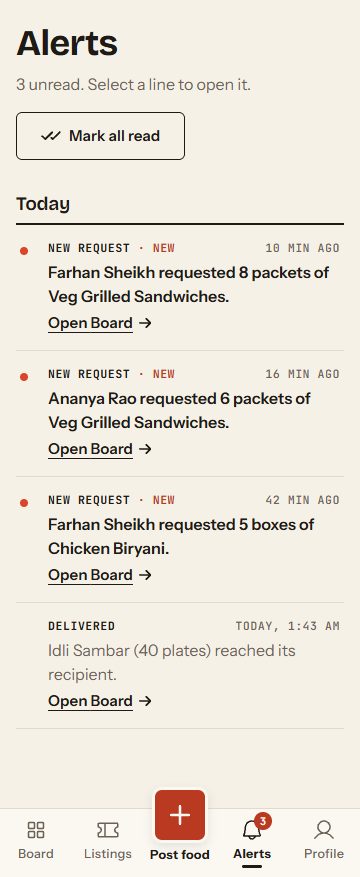 Alerts
3 unread. Select a line to open it.
Mark all read
Today
NEW REQUEST · NEW 10 MIN AGO
Farhan Sheikh requested 8 packets of
Veg Grilled Sandwiches.
Open Board →
NEW REQUEST · NEW 16 MIN AGO
Ananya Rao requested 6 packets of
Veg Grilled Sandwiches.
Open Board →
NEW REQUEST · NEW 42 MIN AGO
Farhan Sheikh requested 5 boxes of
Chicken Biryani.
Open Board →
DELIVERED TODAY, 1:43 AM
Idli Sambar (40 plates) reached its
recipient.
Open Board →
3
Board Listings Post food Alerts Profile